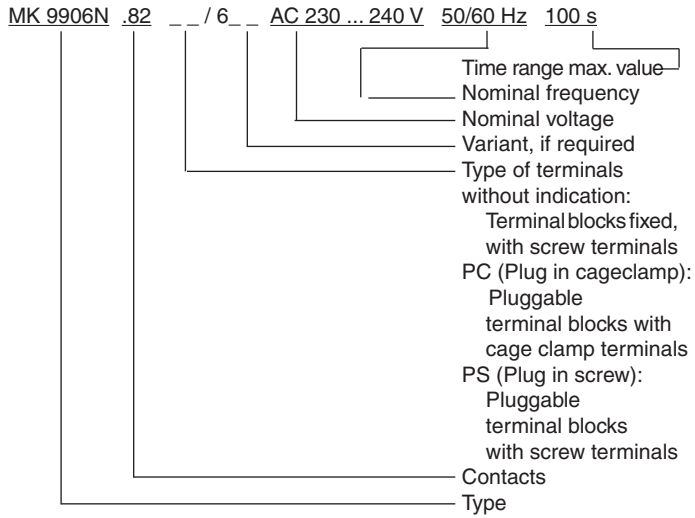 MK 9906N .82 _ _ / 6_ _ AC 230 ... 240 V 50/60 Hz 100 s
Time range max. value
Nominal frequency
Nominal voltage
Variant, if required
Type of terminals
without indication:
Terminal blocks fixed,
with screw terminals
PC (Plug in cageclamp):
Pluggable
terminal blocks with
cage clamp terminals
PS (Plug in screw):
Pluggable
terminal blocks
with screw terminals
Contacts
Type